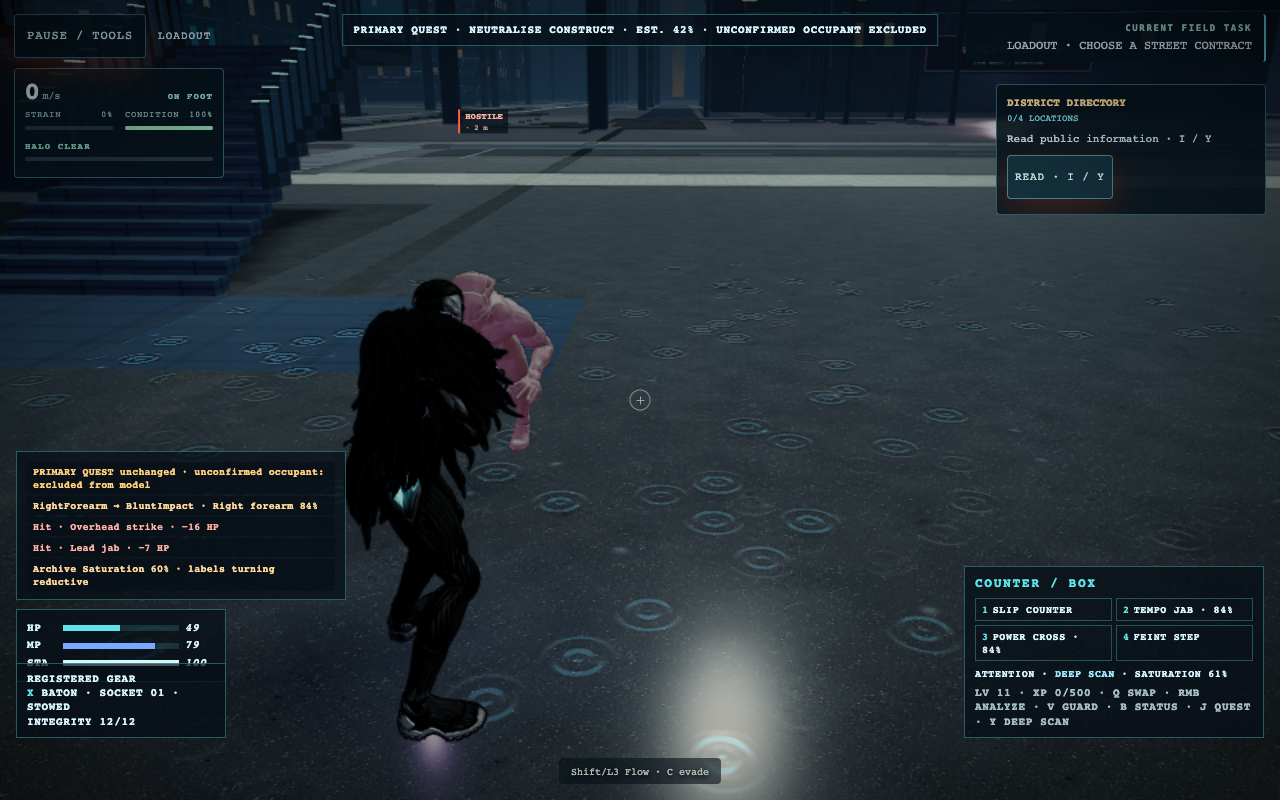 PAUSE / TOOLS
LOADOUT
PRIMARY QUEST · NEUTRALISE CONSTRUCT · EST. 42% · UNCONFIRMED OCCUPANT EXCLUDED
CURRENT FIELD TASK
LOADOUT · CHOOSE A STREET CONTRACT
0 m/s
ON FOOT
STRAIN 0% CONDITION 100%
HALO CLEAR
HOSTILE
· 2 m
DISTRICT DIRECTORY
0/4 LOCATIONS
Read public information · I / Y
READ · I / Y
PRIMARY QUEST unchanged · unconfirmed occupant:
excluded from model
RightForearm → BluntImpact · Right forearm 84%
Hit · Overhead strike · −16 HP
Hit · Lead jab · −7 HP
Archive Saturation 60% · labels turning
reductive
HP 49
MP 79
STA 100
REGISTERED GEAR
X BATON · SOCKET 01 ·
STOWED
INTEGRITY 12/12
COUNTER / BOX
1 SLIP COUNTER
2 TEMPO JAB · 84%
3 POWER CROSS ·
84%
4 FEINT STEP
ATTENTION · DEEP SCAN · SATURATION 61%
LV 11 · XP 0/500 · Q SWAP · RMB
ANALYZE · V GUARD · B STATUS · J QUEST
· Y DEEP SCAN
Shift/L3 Flow · C evade